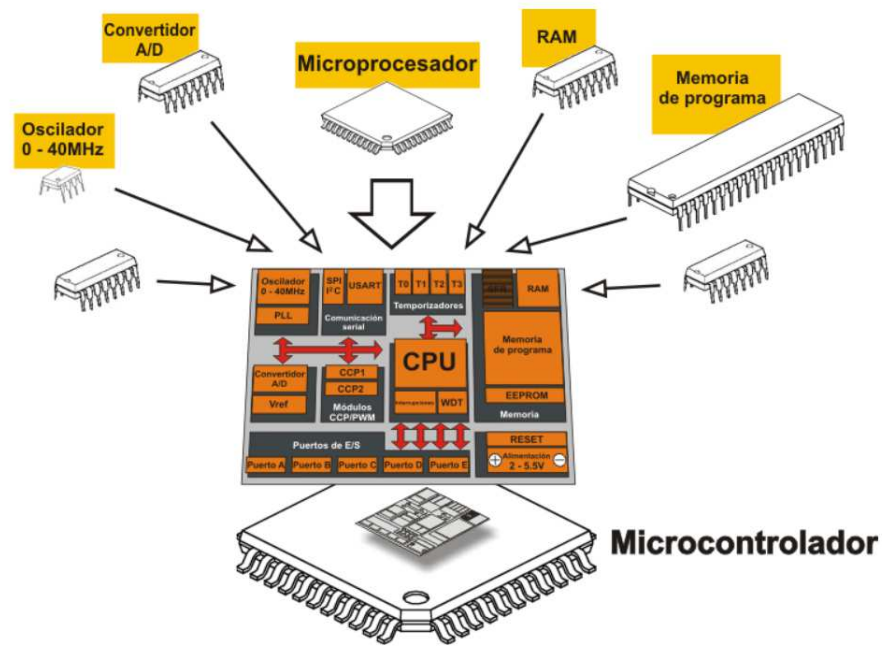 Convertidor
A/D
Microprocesador
RAM
Memoria
de programa
Oscilador
0 - 40MHz
Oscilador
0 - 40MHz
PLL
SPI
I²C
USART
Comunicación
serial
T0
T1
T2
T3
Temporizadores
RAM
Memoria
de programa
EEPROM
Memoria
CPU
Interrupciones
WDT
Convertidor
A/D
Vref
CCP1
CCP2
Módulos
CCP/PWM
Puertos de E/S
Puerto A
Puerto B
Puerto C
Puerto D
Puerto E
RESET
+
Alimentación
2 - 5.5V
−
Microcontrolador